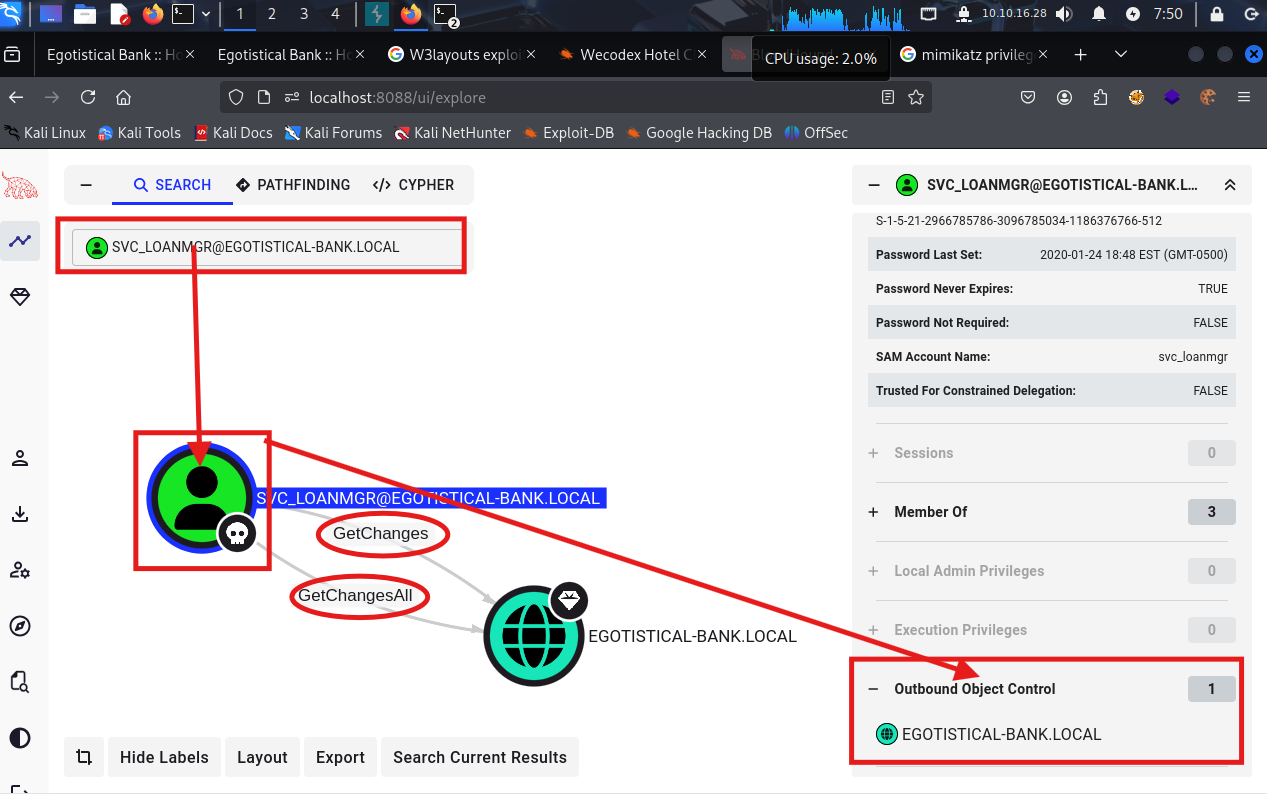 1 2 3 4 2 10.10.16.28 7:50
Egotistical Bank :: Ho Egotistical Bank :: Ho W3layouts exploi Wecodex Hotel C mimikatz privileg
CPU usage: 2.0%
localhost:8088/ui/explore
Kali Linux Kali Tools Kali Docs Kali Forums Kali NetHunter Exploit-DB Google Hacking DB OffSec
SEARCH PATHFINDING </> CYPHER
SVC_LOANMGR@EGOTISTICAL-BANK.L...
SVC_LOANMGR@EGOTISTICAL-BANK.LOCAL
S-1-5-21-2966785786-3096785034-1186376766-512
Password Last Set: 2020-01-24 18:48 EST (GMT-0500)
Password Never Expires: TRUE
Password Not Required: FALSE
SAM Account Name: svc_loanmgr
Trusted For Constrained Delegation: FALSE
Sessions 0
SVC_LOANMGR@EGOTISTICAL-BANK.LOCAL
Member Of 3
GetChanges
Local Admin Privileges 0
GetChangesAll
Execution Privileges 0
EGOTISTICAL-BANK.LOCAL
Outbound Object Control 1
EGOTISTICAL-BANK.LOCAL
Hide Labels Layout Export Search Current Results